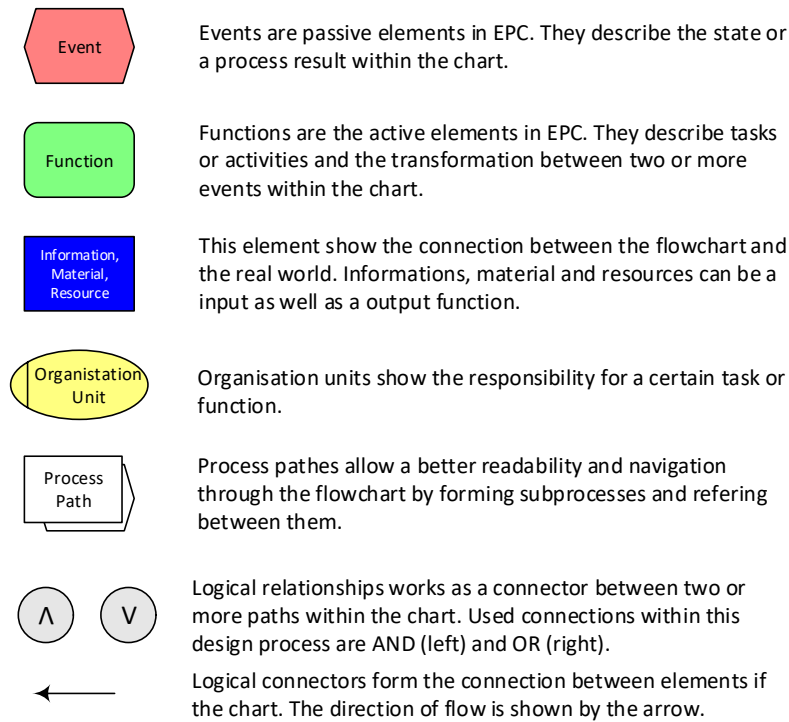 Event
Events are passive elements in EPC. They describe the state or
a process result within the chart.
Function
Functions are the active elements in EPC. They describe tasks
or activities and the transformation between two or more
events within the chart.
Information,
Material,
Resource
This element show the connection between the flowchart and
the real world. Informations, material and resources can be a
input as well as a output function.
Organistation
Unit
Organisation units show the responsibility for a certain task or
function.
Process
Path
Process pathes allow a better readability and navigation
through the flowchart by forming subprocesses and refering
between them.
Λ V
Logical relationships works as a connector between two or
more paths within the chart. Used connections within this
design process are AND (left) and OR (right).
Logical connectors form the connection between elements if
the chart. The direction of flow is shown by the arrow.